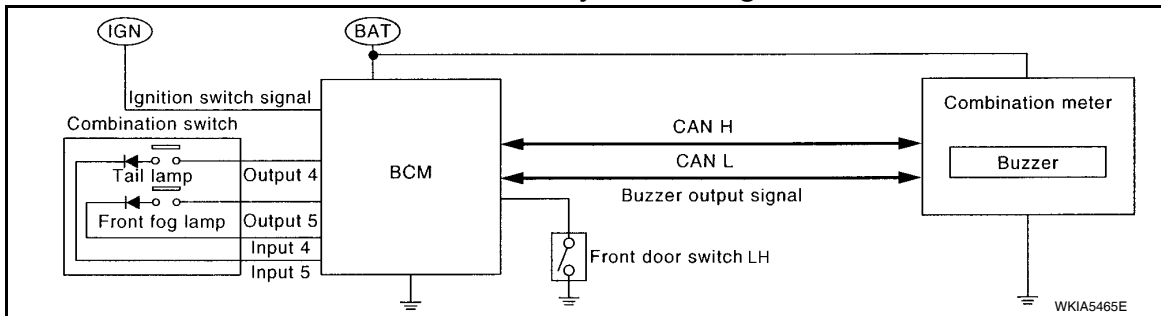 IGN
BAT
Ignition switch signal
Combination switch
Tail lamp
Output 4
Front fog lamp
Output 5
Input 4
Input 5
BCM
CAN H
CAN L
Buzzer output signal
Front door switch LH
Combination meter
Buzzer
WKIA5465E